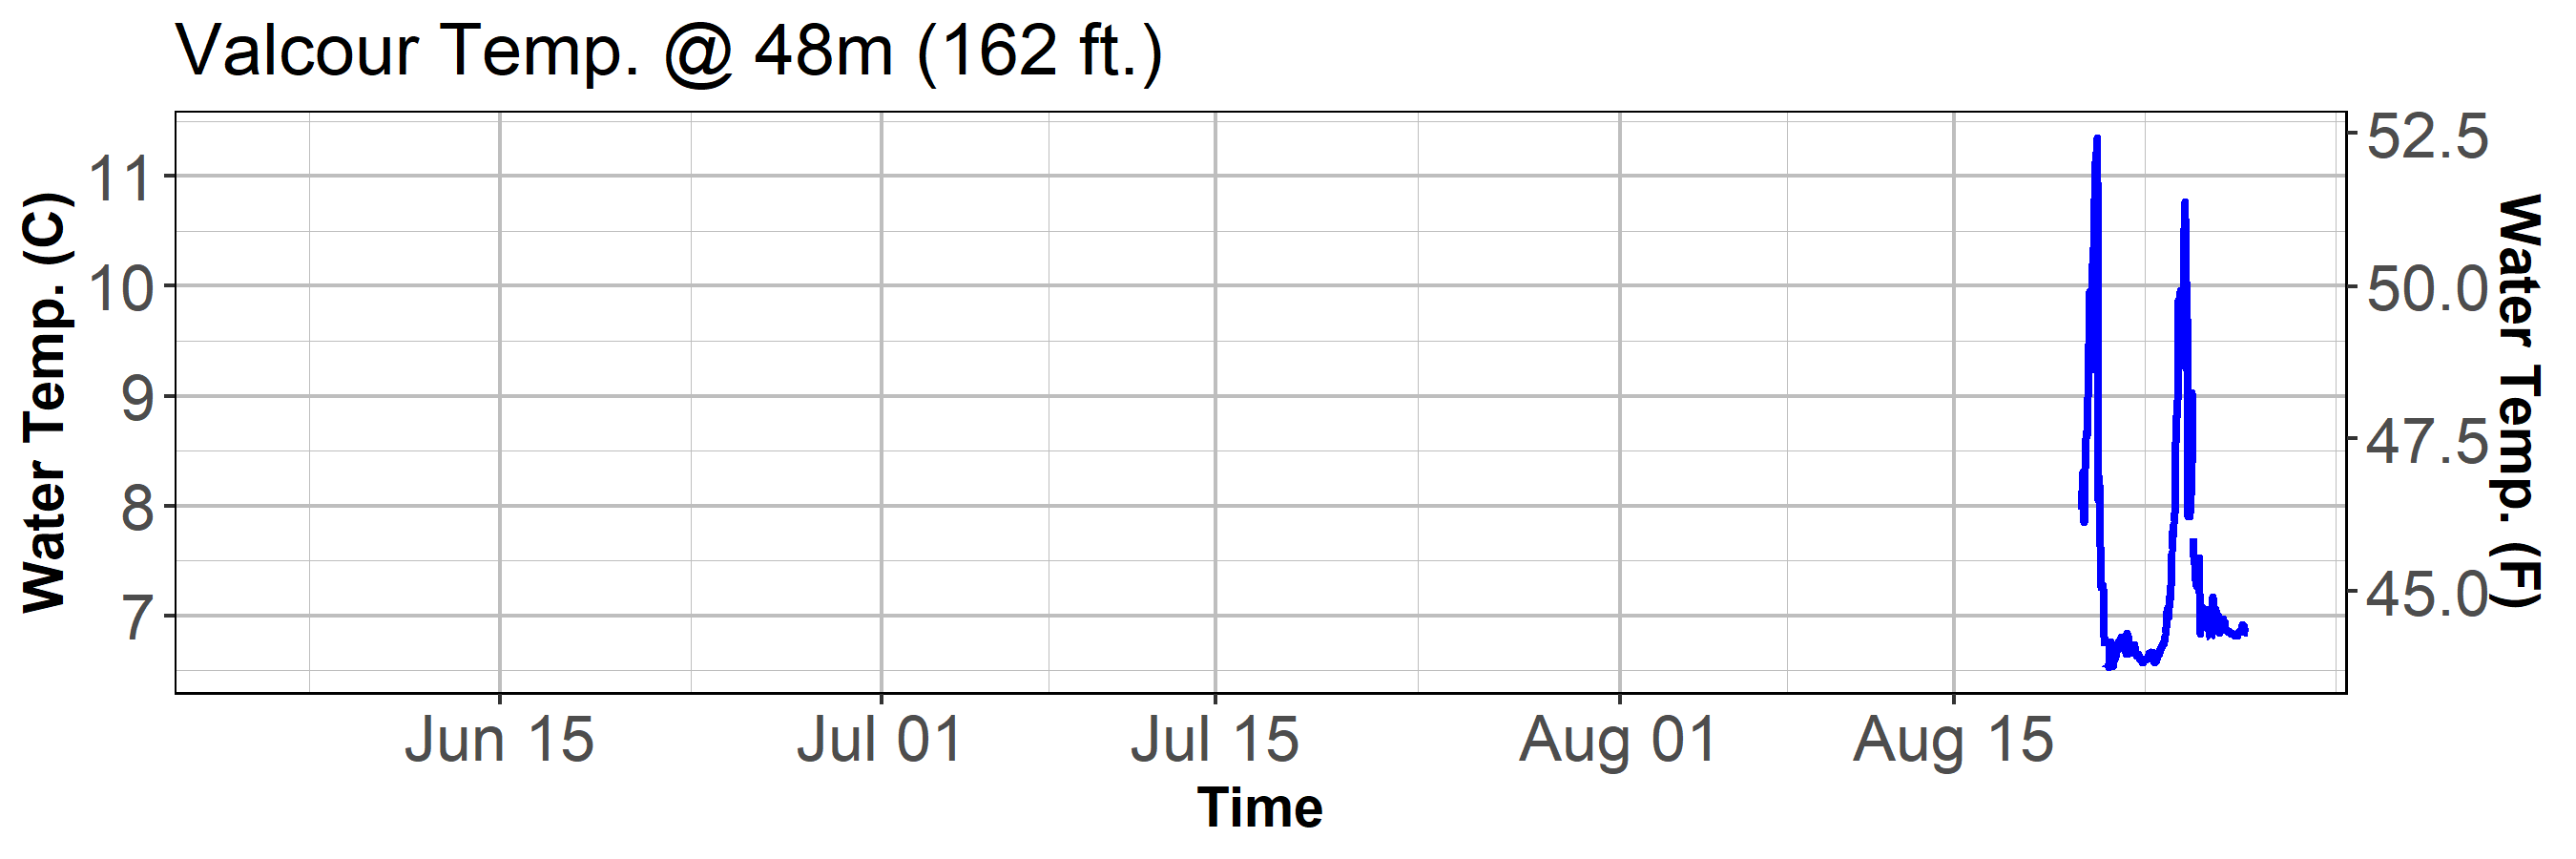 Valcour Temp. @ 48m (162 ft.)
Water Temp. (C)
11
10
9
8
7
52.5
50.0
47.5
45.0
Water Temp. (F)
Jun 15
Jul 01
Jul 15
Aug 01
Aug 15
Time